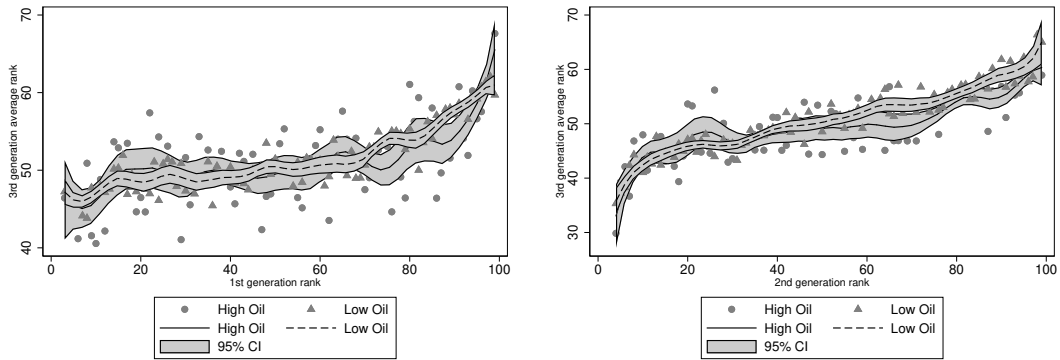 70
60
50
40
3rd generation average rank
0 20 40 60 80 100
1st generation rank
High Oil Low Oil
High Oil Low Oil
95% CI
70
60
50
40
30
3rd generation average rank
0 20 40 60 80 100
2nd generation rank
High Oil Low Oil
High Oil Low Oil
95% CI